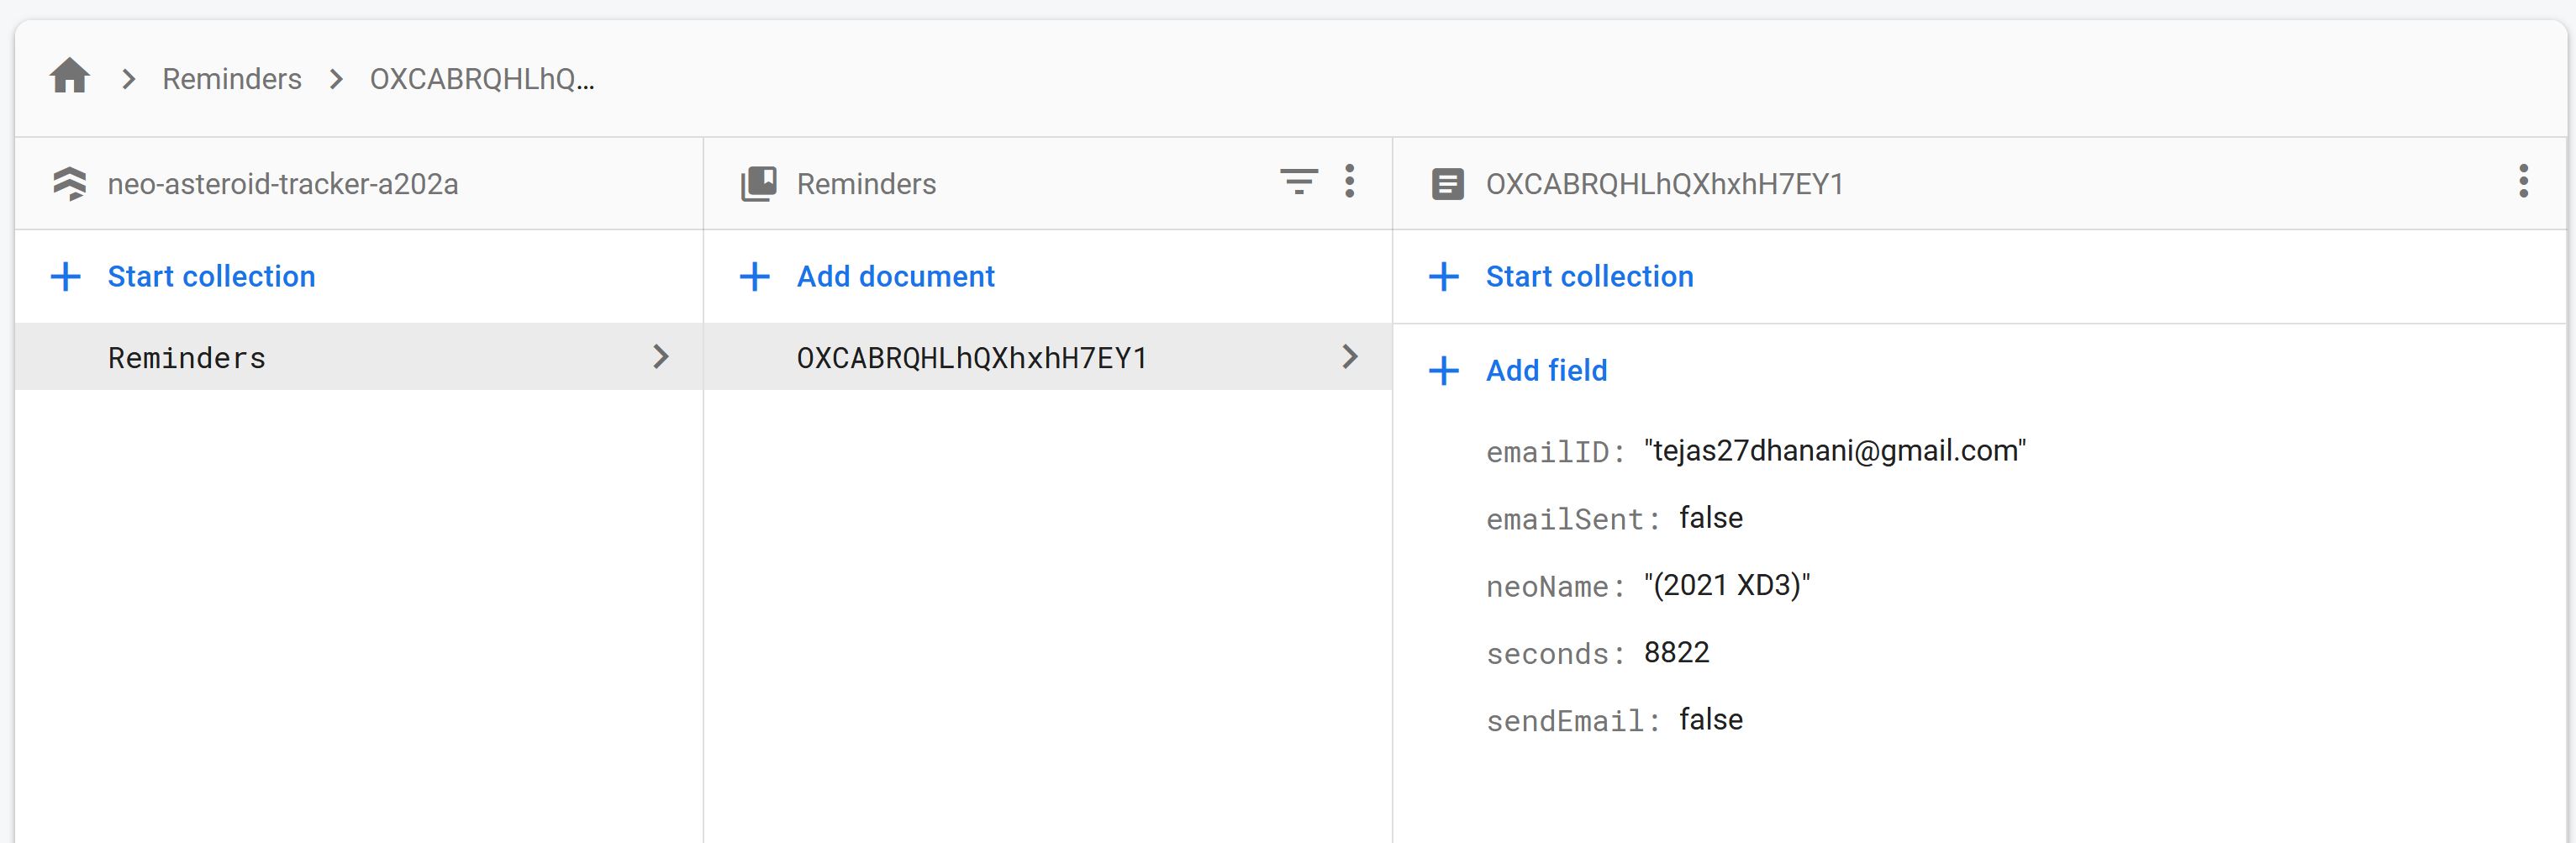 Reminders OXCABRQHLhQ...
neo-asteroid-tracker-a202a
Start collection
Reminders
Reminders
Add document
OXCABRQHLhQXhxhH7EY1
OXCABRQHLhQXhxhH7EY1
Start collection
Add field
emailID: "tejas27dhanani@gmail.com"
emailSent: false
neoName: "(2021 XD3)"
seconds: 8822
sendEmail: false